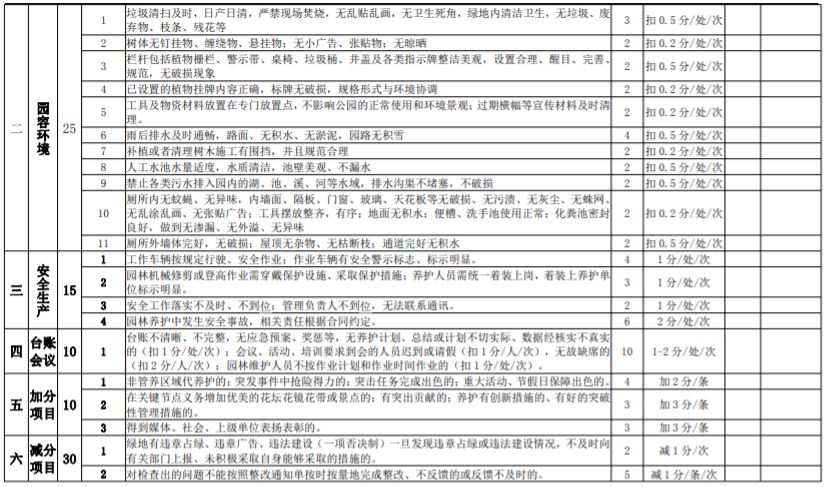 二 园容环境 25
1 垃圾清扫及时，日产日清，严禁现场焚烧，无乱贴乱画，无卫生死角，绿地内清洁卫生，无垃圾、废
弃物、枝条、残花等 3 扣 0.5 分/处/次
2 树体无钉挂物、缠绕物、悬挂物；无小广告、张贴物；无晾晒 2 扣 0.2 分/处/次
3 栏杆包括植物栅栏、警示带、桌椅、垃圾桶、井盖及各类指示牌整洁美观，设置合理、醒目、完善、
规范，无破损现象 2 扣 0.5 分/处/次
4 已设置的植物挂牌内容正确，标牌无破损，规格形式与环境协调 2 扣 0.2 分/处/次
5 工具及物资材料放置在专门放置点，不影响公园的正常使用和环境景观；过期横幅等宣传材料及时清
理。 2 扣 0.2 分/处/次
6 雨后排水及时通畅，路面、无积水、无淤泥，园路无积雪 4 扣 0.5 分/处/次
7 补植或者清理树木施工有围挡，并且规范合理 2 扣 0.2 分/处/次
8 人工水池水量适度，水质清洁，池壁美观、不漏水 2 扣 0.5 分/处/次
9 禁止各类污水排入园内的湖、池、溪、河等水域，排水沟渠不堵塞，不破损 2 扣 0.5 分/处/次
10 厕所内无蚊蝇、无异味，内墙面、隔板、门窗、玻璃、天花板等无破损、无污渍、无灰尘、无蛛网、
无乱涂乱画、无张贴广告；工具摆放整齐，有序；地面无积水；便槽、洗手池使用正常；化粪池密封
良好，做到无渗漏、无外溢、无异味 2 扣 0.2 分/处/次
11 厕所外墙体完好，无破损；屋顶无杂物、无枯断枝；通道完好无积水 2 扣 0.5 分/处/次
三 安全生产 15
1 工作车辆按规定行驶、安全作业；作业车辆有安全警示标志、标示明显。 4 1 分/处/次
2 园林机械修剪或登高作业需穿戴保护设施、采取保护措施；养护人员需统一着装上岗，着装上养护单
位标示明显。 3 1 分/处/次
3 安全工作落实不及时、不到位；管理负责人不到位，无法联系通讯。 2 1 分/处/次
4 园林养护中发生安全事故，相关责任根据合同约定。 6 2 分/处/次
四 台账会议 10
1 台账不清晰、不完整，无应急预案、奖惩等，无养护计划、总结或计划不切实际、数据经核实不真实
的（扣 1 分/处/次）；会议、活动、培训要求到会的人员迟到或请假（扣 1 分/人/次），无故缺席的
（扣 2 分/人/次）；园林维护人员不按作业计划和作业时间作业的（扣 1 分/处/次）。 10 1-2 分/处/次
五 加分项目 10
1 非管养区域代养护的；突发事件中抢险得力的；突击任务完成出色的；重大活动、节假日保障出色的。 4 加 2 分/条
2 在关键节点义务增加优美的花坛花镜花带或景点的；有突出贡献的；养护有创新措施的、有好的突破
性管理措施的。 3 加 3 分/条
3 得到媒体、社会、上级单位表扬表彰的。 3 加 3 分/条
六 减分项目 30
1 绿地有违章占绿、违章广告、违法建设（一项否决制）一旦发现违章占绿或违法建设情况，不及时向
有关部门上报、未积极采取自身能够采取的措施的。 2 减 1 分/次
2 对检查出的问题不能按照整改通知单按时按量地完成整改、不反馈的或反馈不及时的。 5 减 1 分/条/次